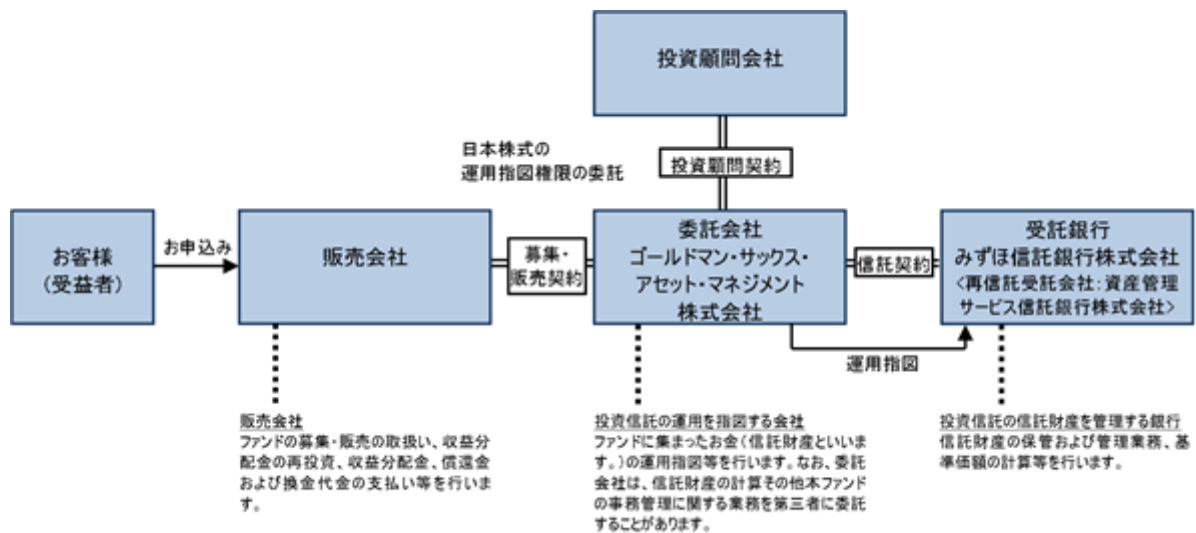 投資顧問会社
日本株式の
運用指図権限の委託
投資顧問契約
お客様
(受益者)
お申込み
販売会社
募集・
販売契約
委託会社
ゴールドマン・サックス・
アセット・マネジメント
株式会社
信託契約
受託銀行
みずほ信託銀行株式会社
<再信託受託会社:資産管理
サービス信託銀行株式会社>
運用指図
販売会社
ファンドの募集・販売の取扱い、収益分
配金の再投資、収益分配金、償還金
および換金代金の支払い等を行いま
す。
投資信託の運用を指図する会社
ファンドに集まったお金(信託財産といいま
す。)の運用指図等を行います。なお、委託
会社は、信託財産の計算その他本ファンド
の事務管理に関する業務を第三者に委託
することがあります。
投資信託の信託財産を管理する銀行
信託財産の保管および管理業務、基
準価額の計算等を行います。